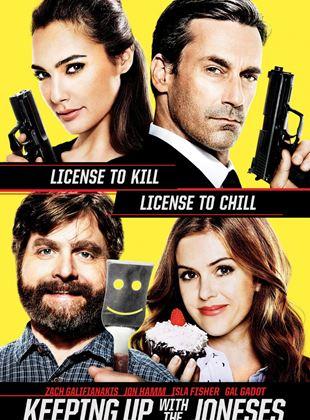 LICENSE TO KILL
LICENSE TO CHILL
ZACH GALIFIANAKIS JON HAMM ISLA FISHER GAL GADOT
KEEPING UP WITH THE JONESES